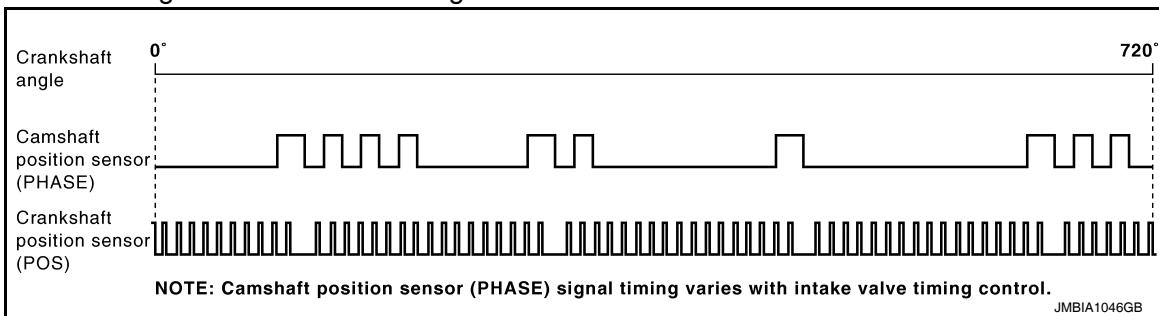 Crankshaft
angle
0°
720°
Camshaft
position sensor
(PHASE)
Crankshaft
position sensor
(POS)
NOTE: Camshaft position sensor (PHASE) signal timing varies with intake valve timing control.
JMBIA1046GB